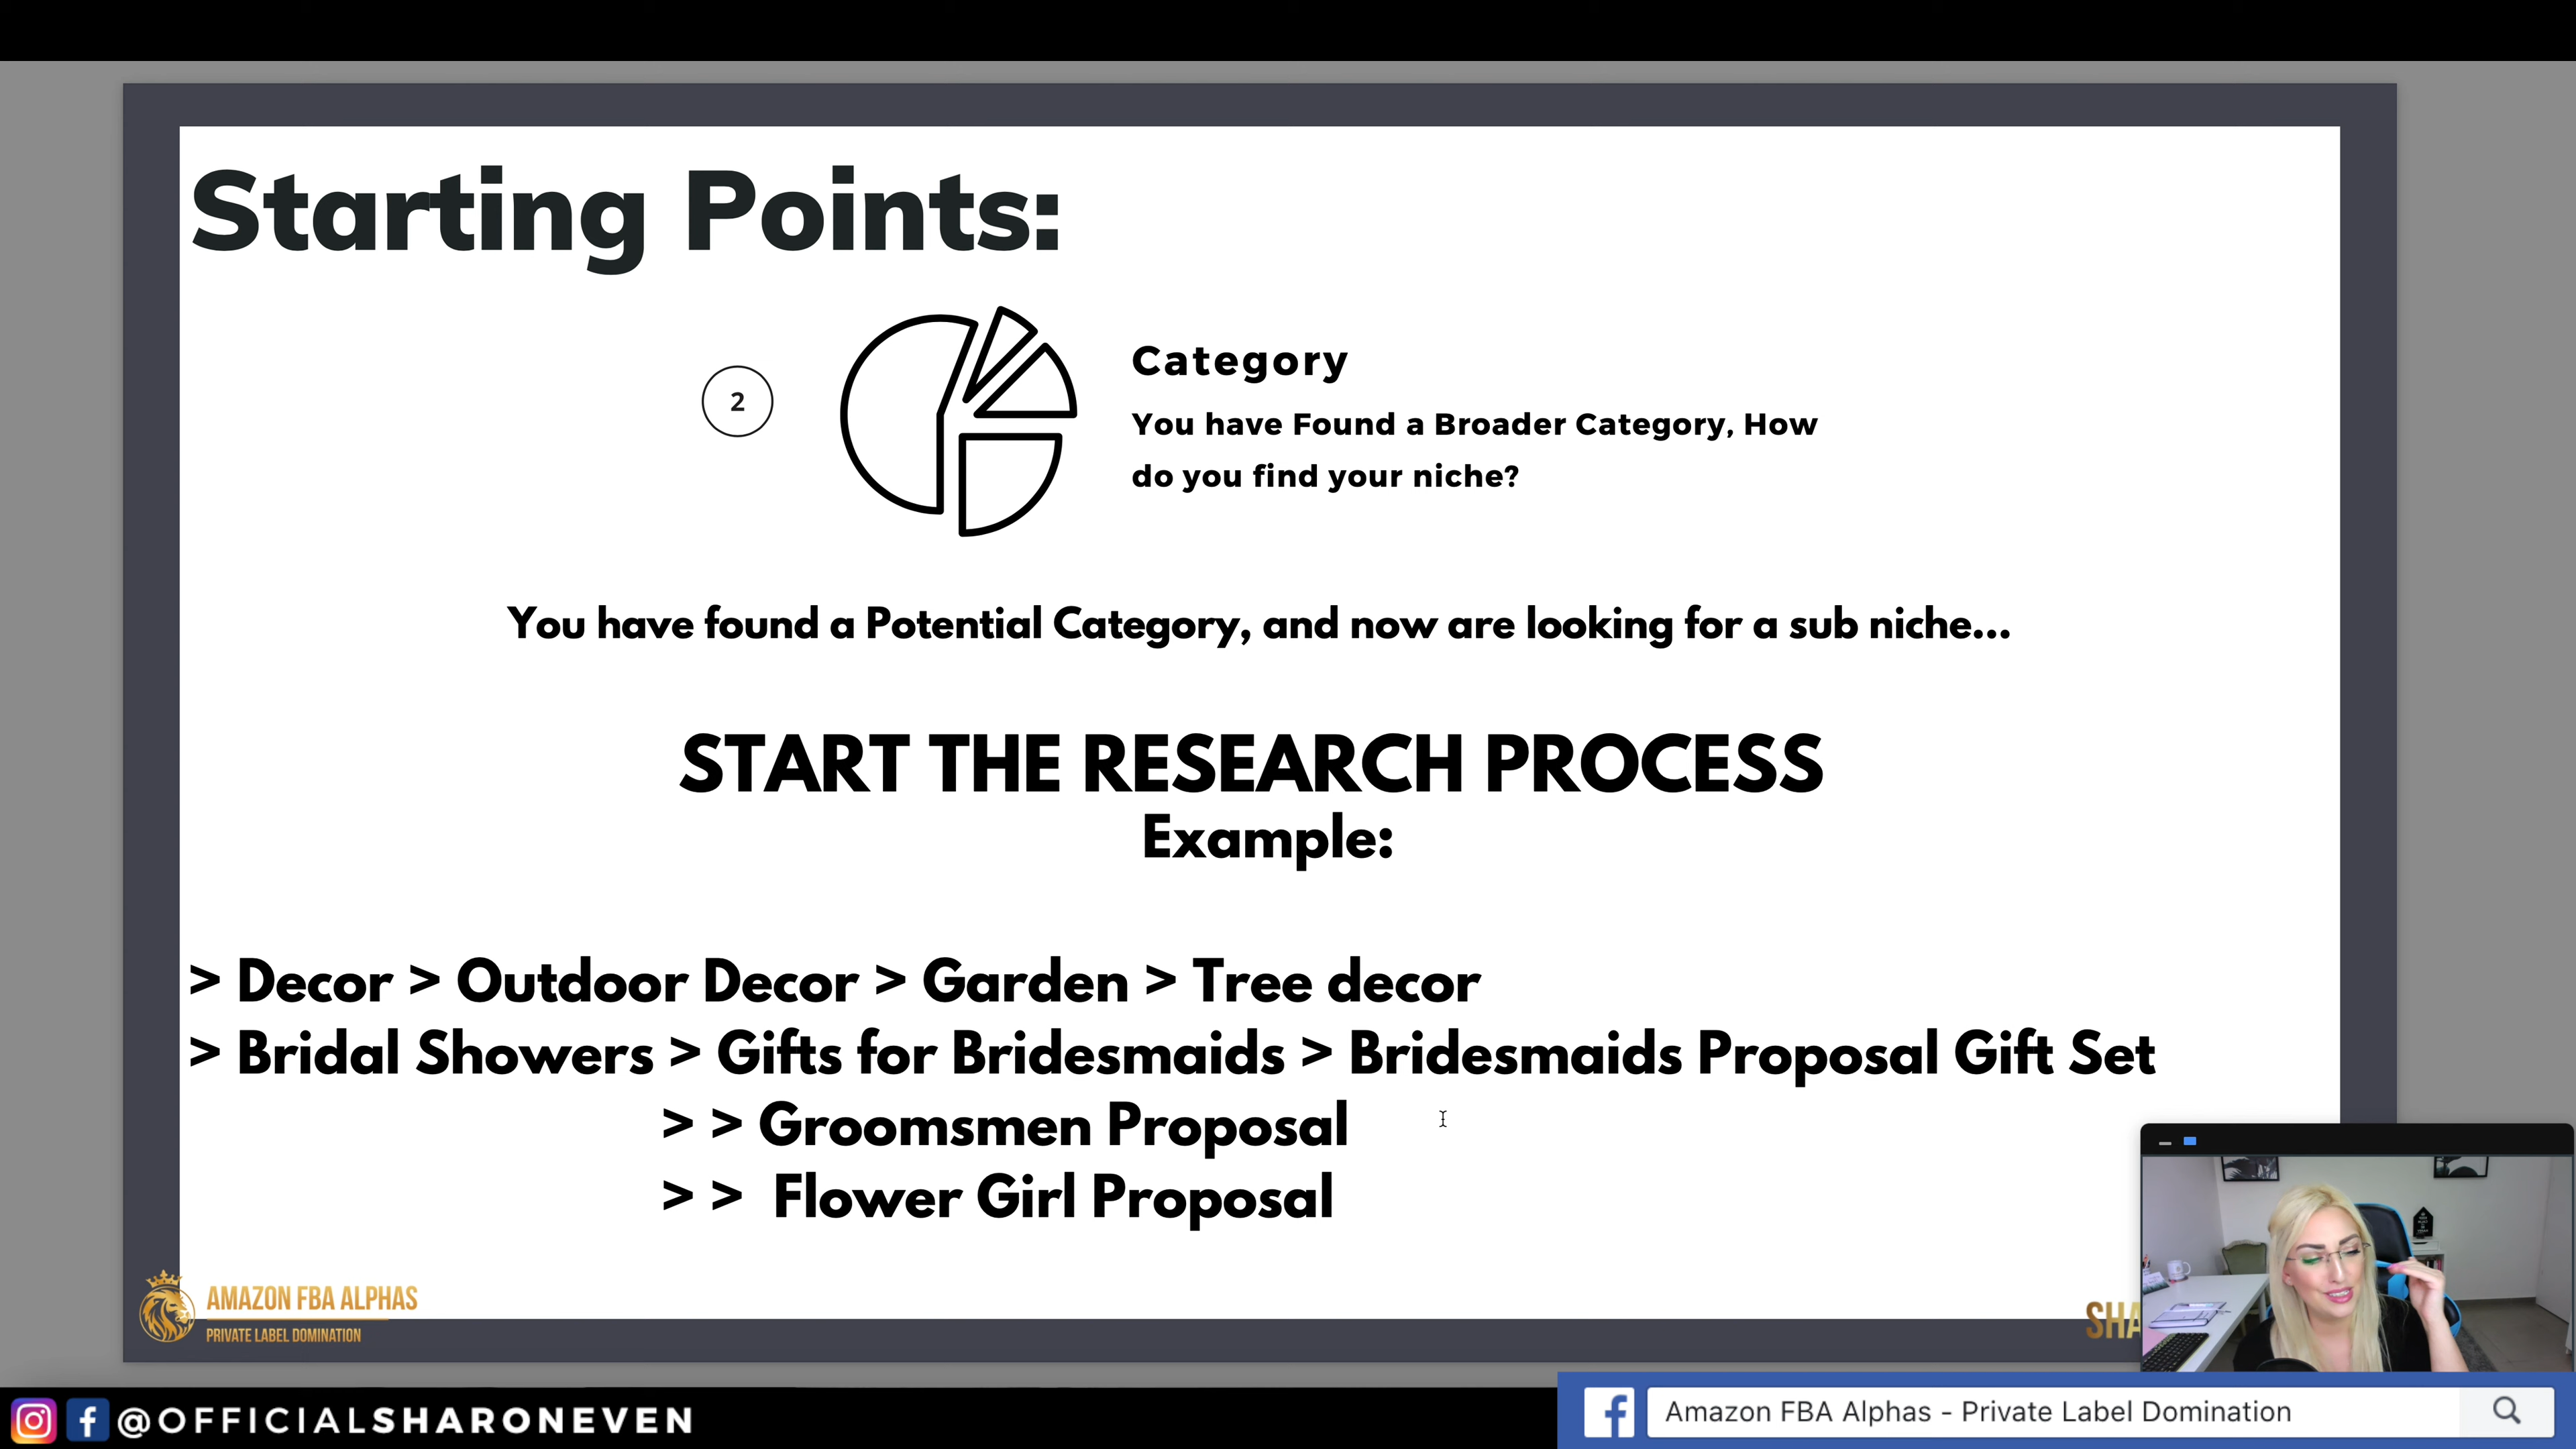 Starting Points:
2
Category
You have Found a Broader Category, How
do you find your niche?
You have found a Potential Category, and now are looking for a sub niche...
START THE RESEARCH PROCESS
Example:
> Decor > Outdoor Decor > Garden > Tree decor
> Bridal Showers > Gifts for Bridesmaids > Bridesmaids Proposal Gift Set
> > Groomsmen Proposal
> > Flower Girl Proposal
AMAZON FBA ALPHAS
PRIVATE LABEL DOMINATION
SHA
@OFFICIALSHARONEVEN
Amazon FBA Alphas - Private Label Domination